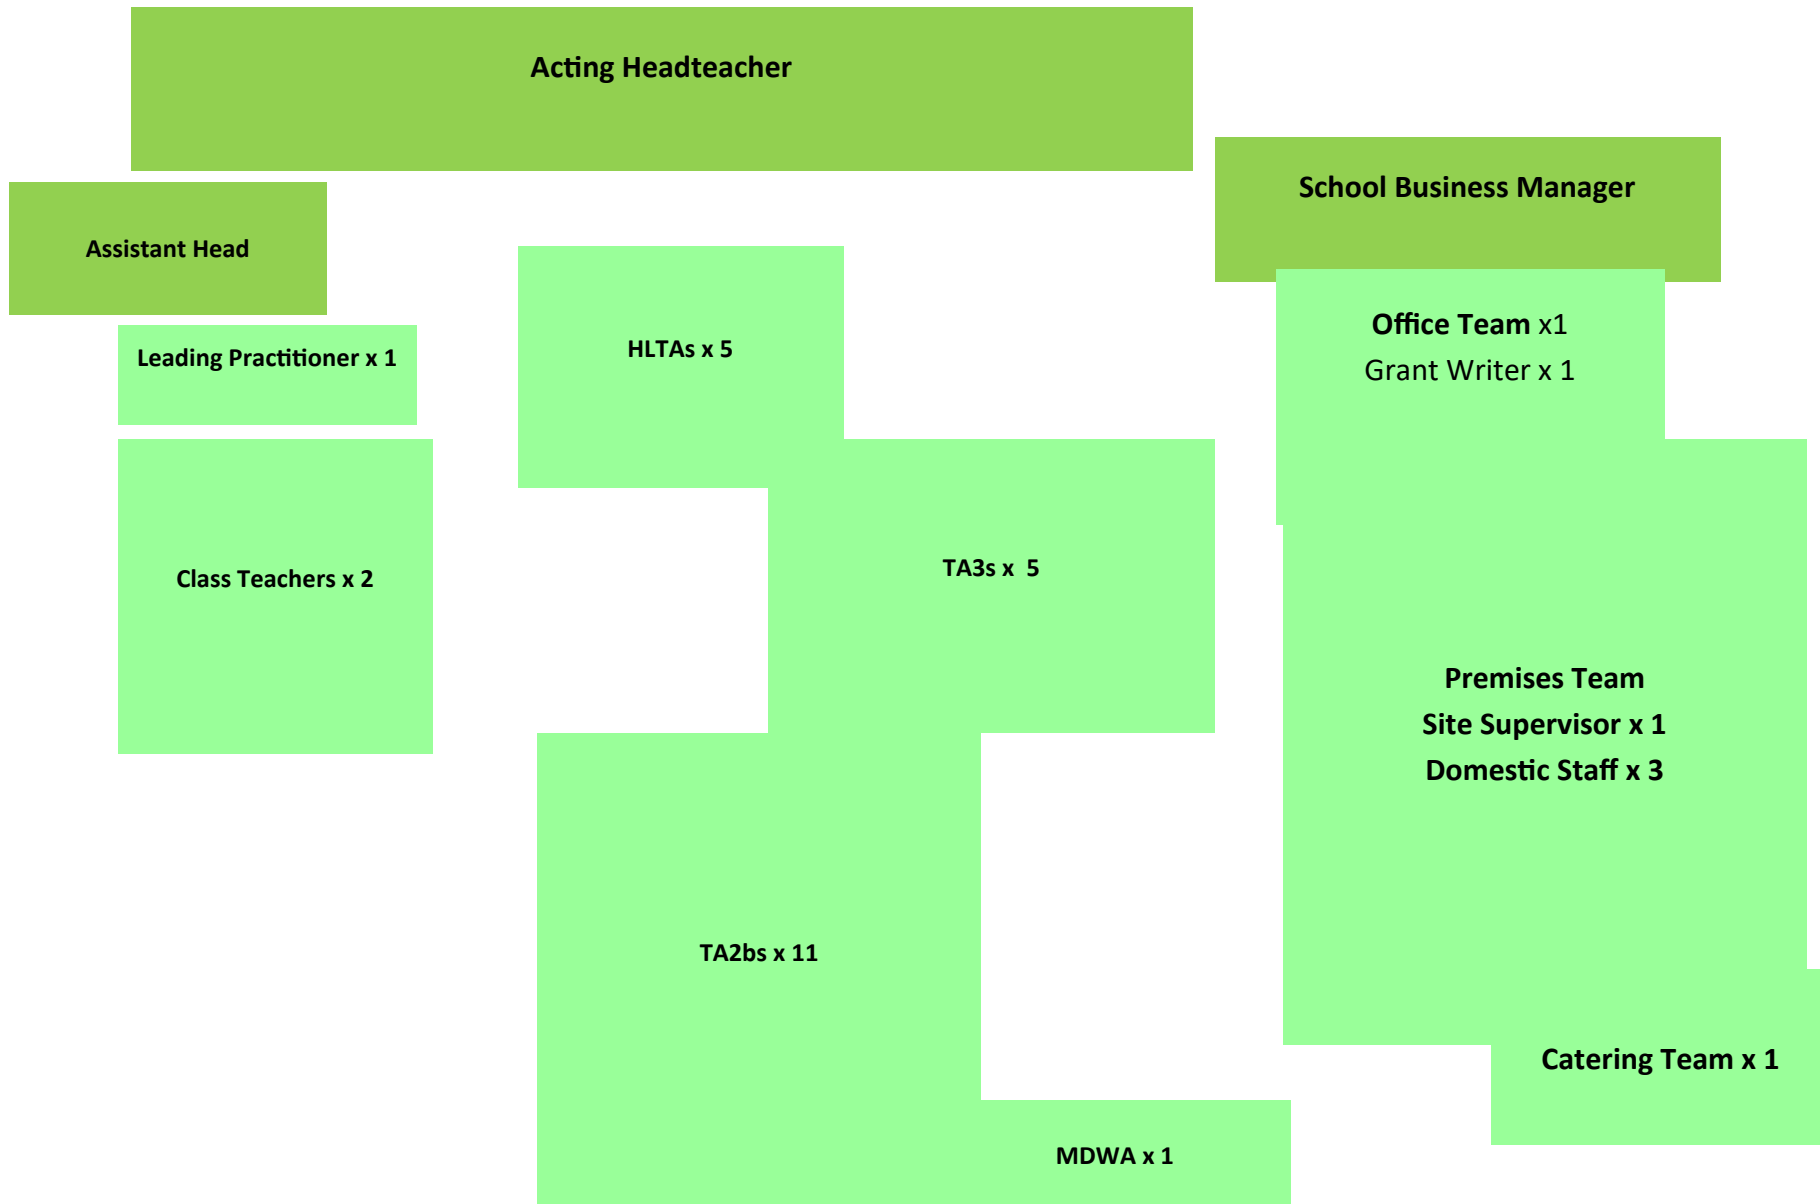 Acting Headteacher
School Business Manager
Assistant Head
Leading Practitioner x 1
HLTAs x 5
Office Team x1
Grant Writer x 1
Class Teachers x 2
TA3s x  5
Premises Team
Site Supervisor x 1
Domestic Staff x 3
TA2bs x 11
Catering Team x 1
MDWA x 1